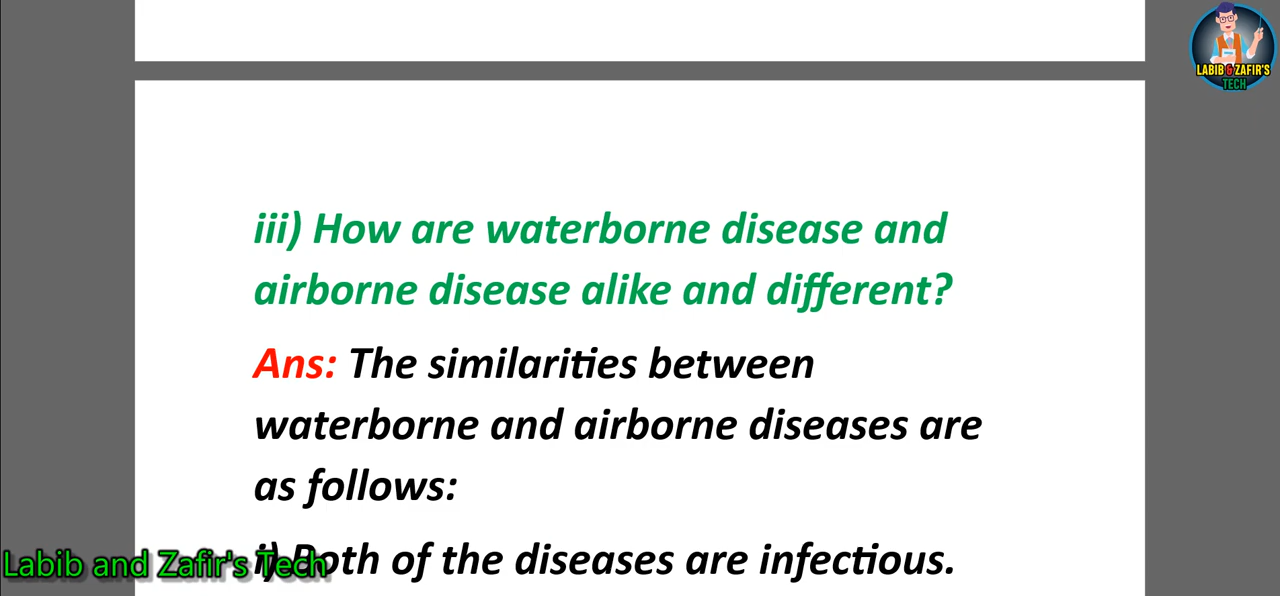 LABIB & ZAFIR'S
TECH
iii) How are waterborne disease and
airborne disease alike and different?
Ans: The similarities between
waterborne and airborne diseases are
as follows:
i) Both of the diseases are infectious.
Labib and Zafir's Tech